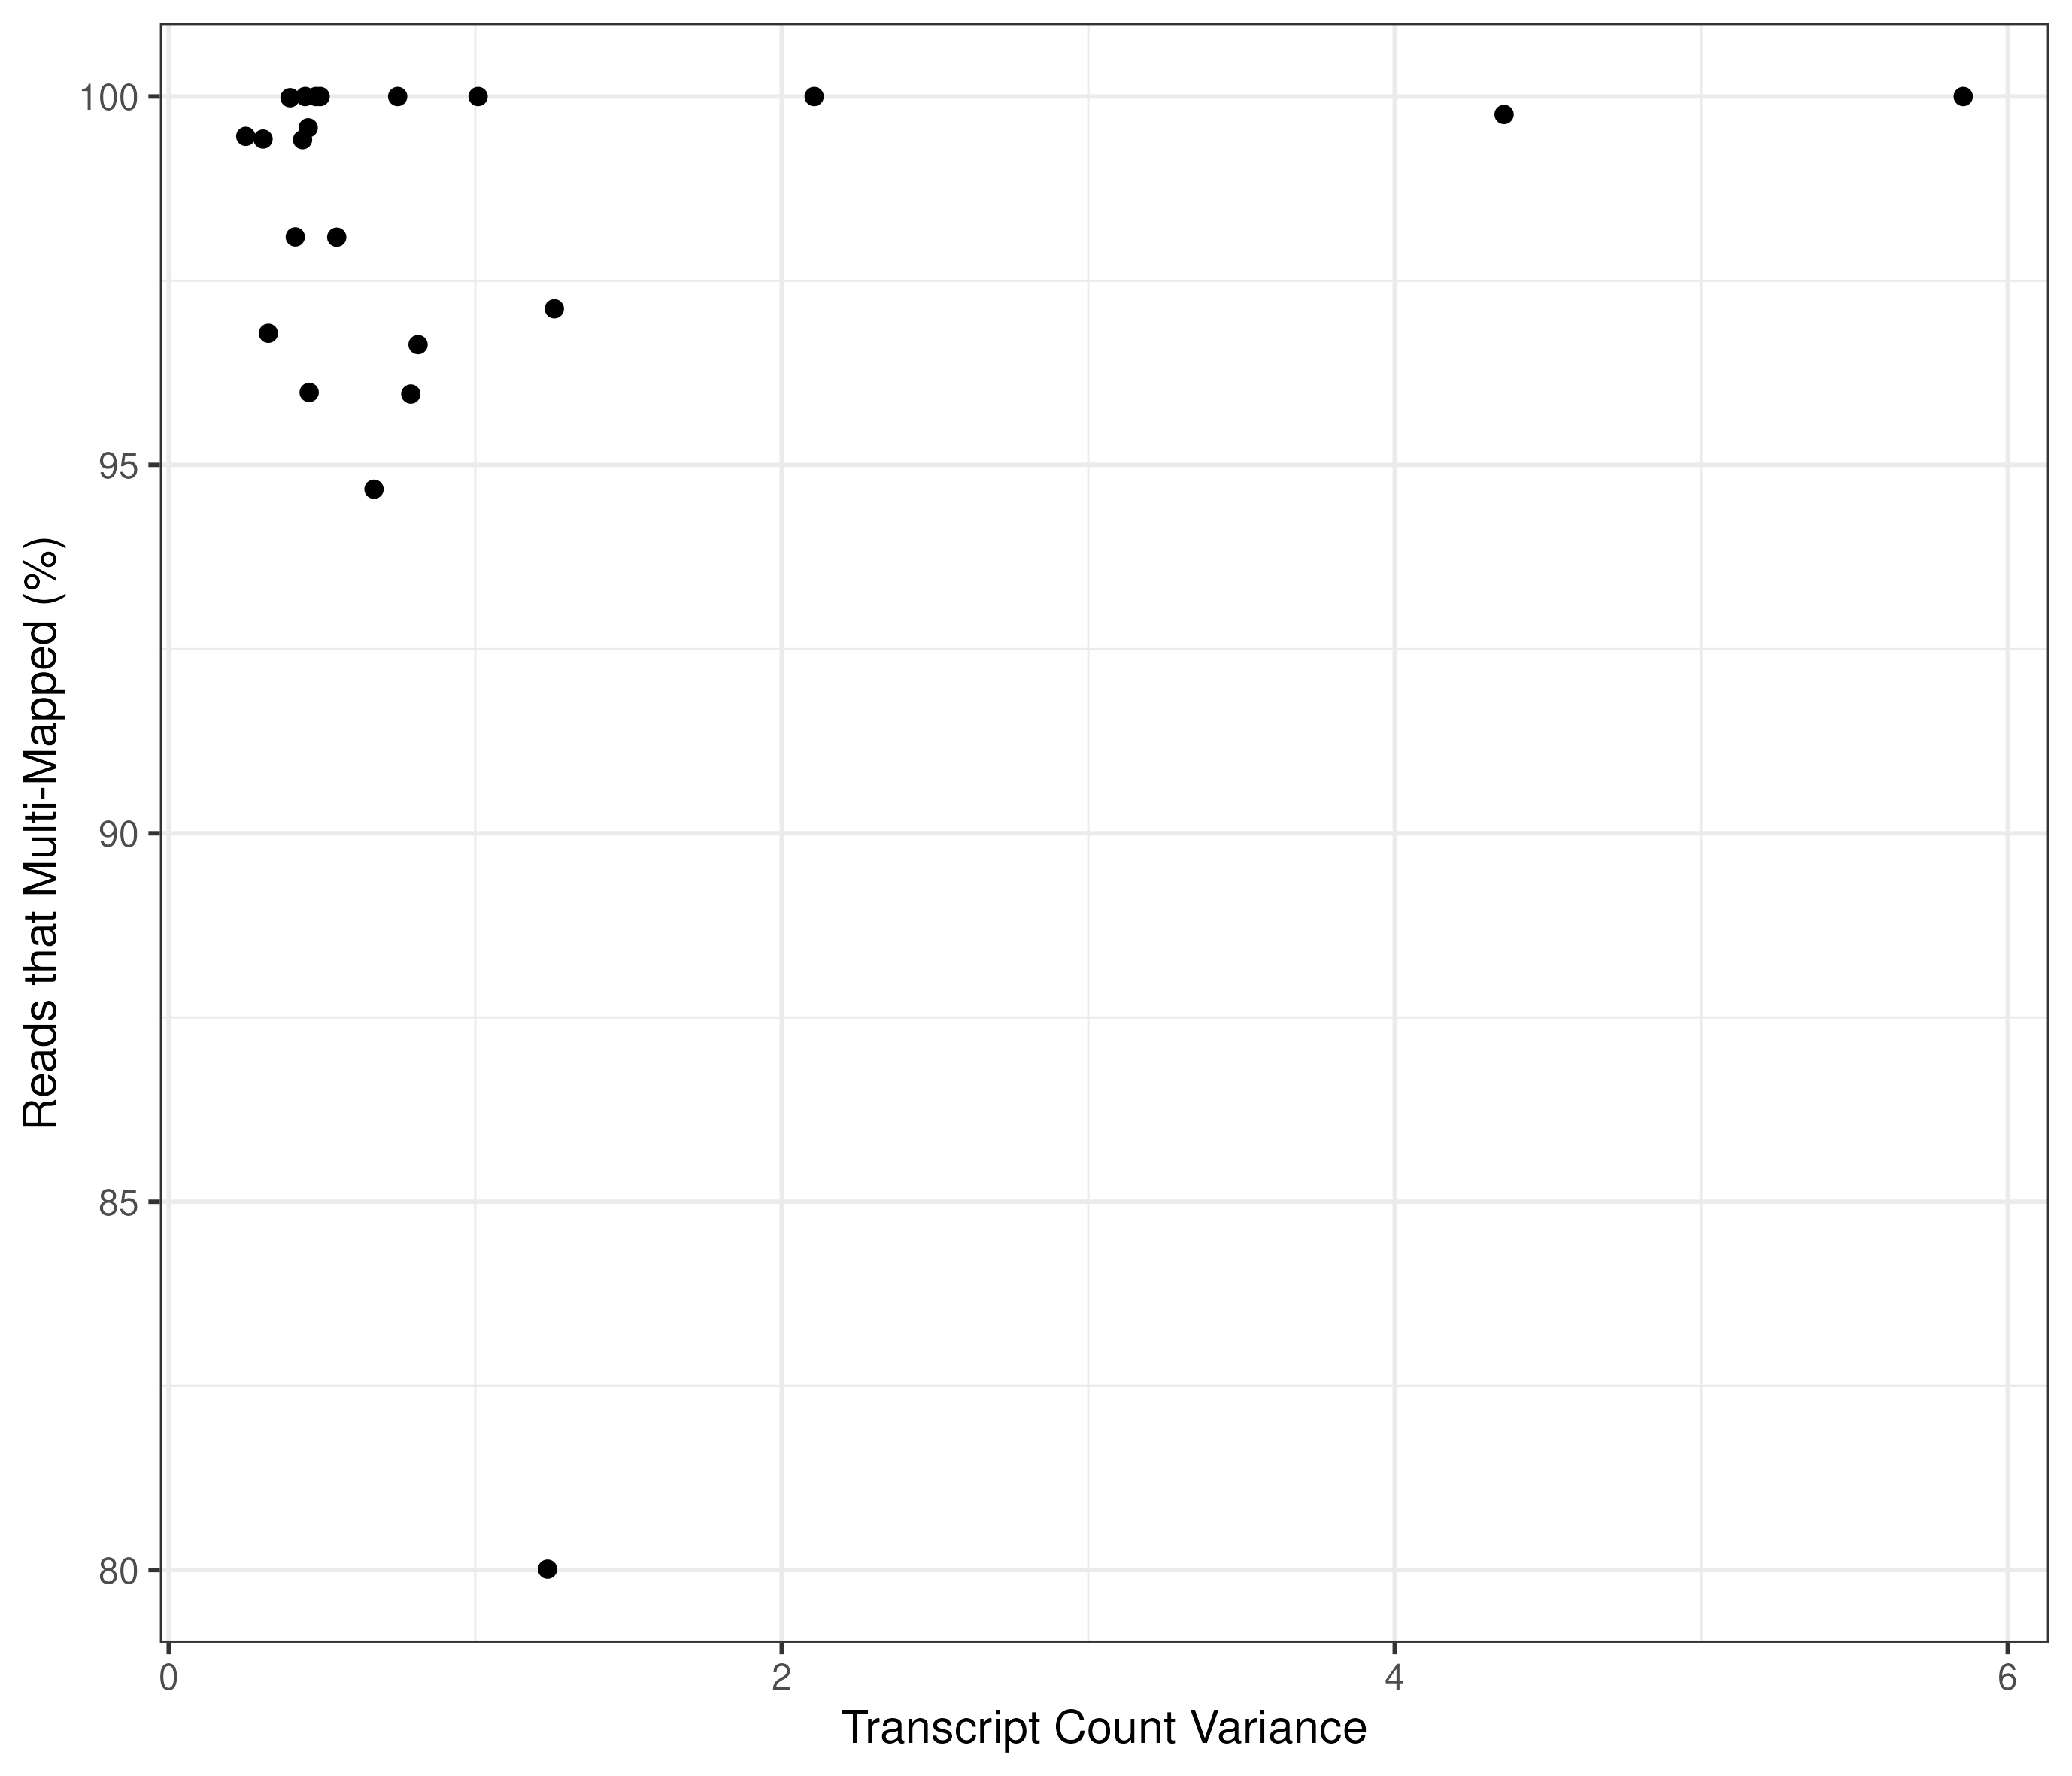 Reads that Multi-Mapped (%)
100
95
90
85
80
0 2 4 6
Transcript Count Variance